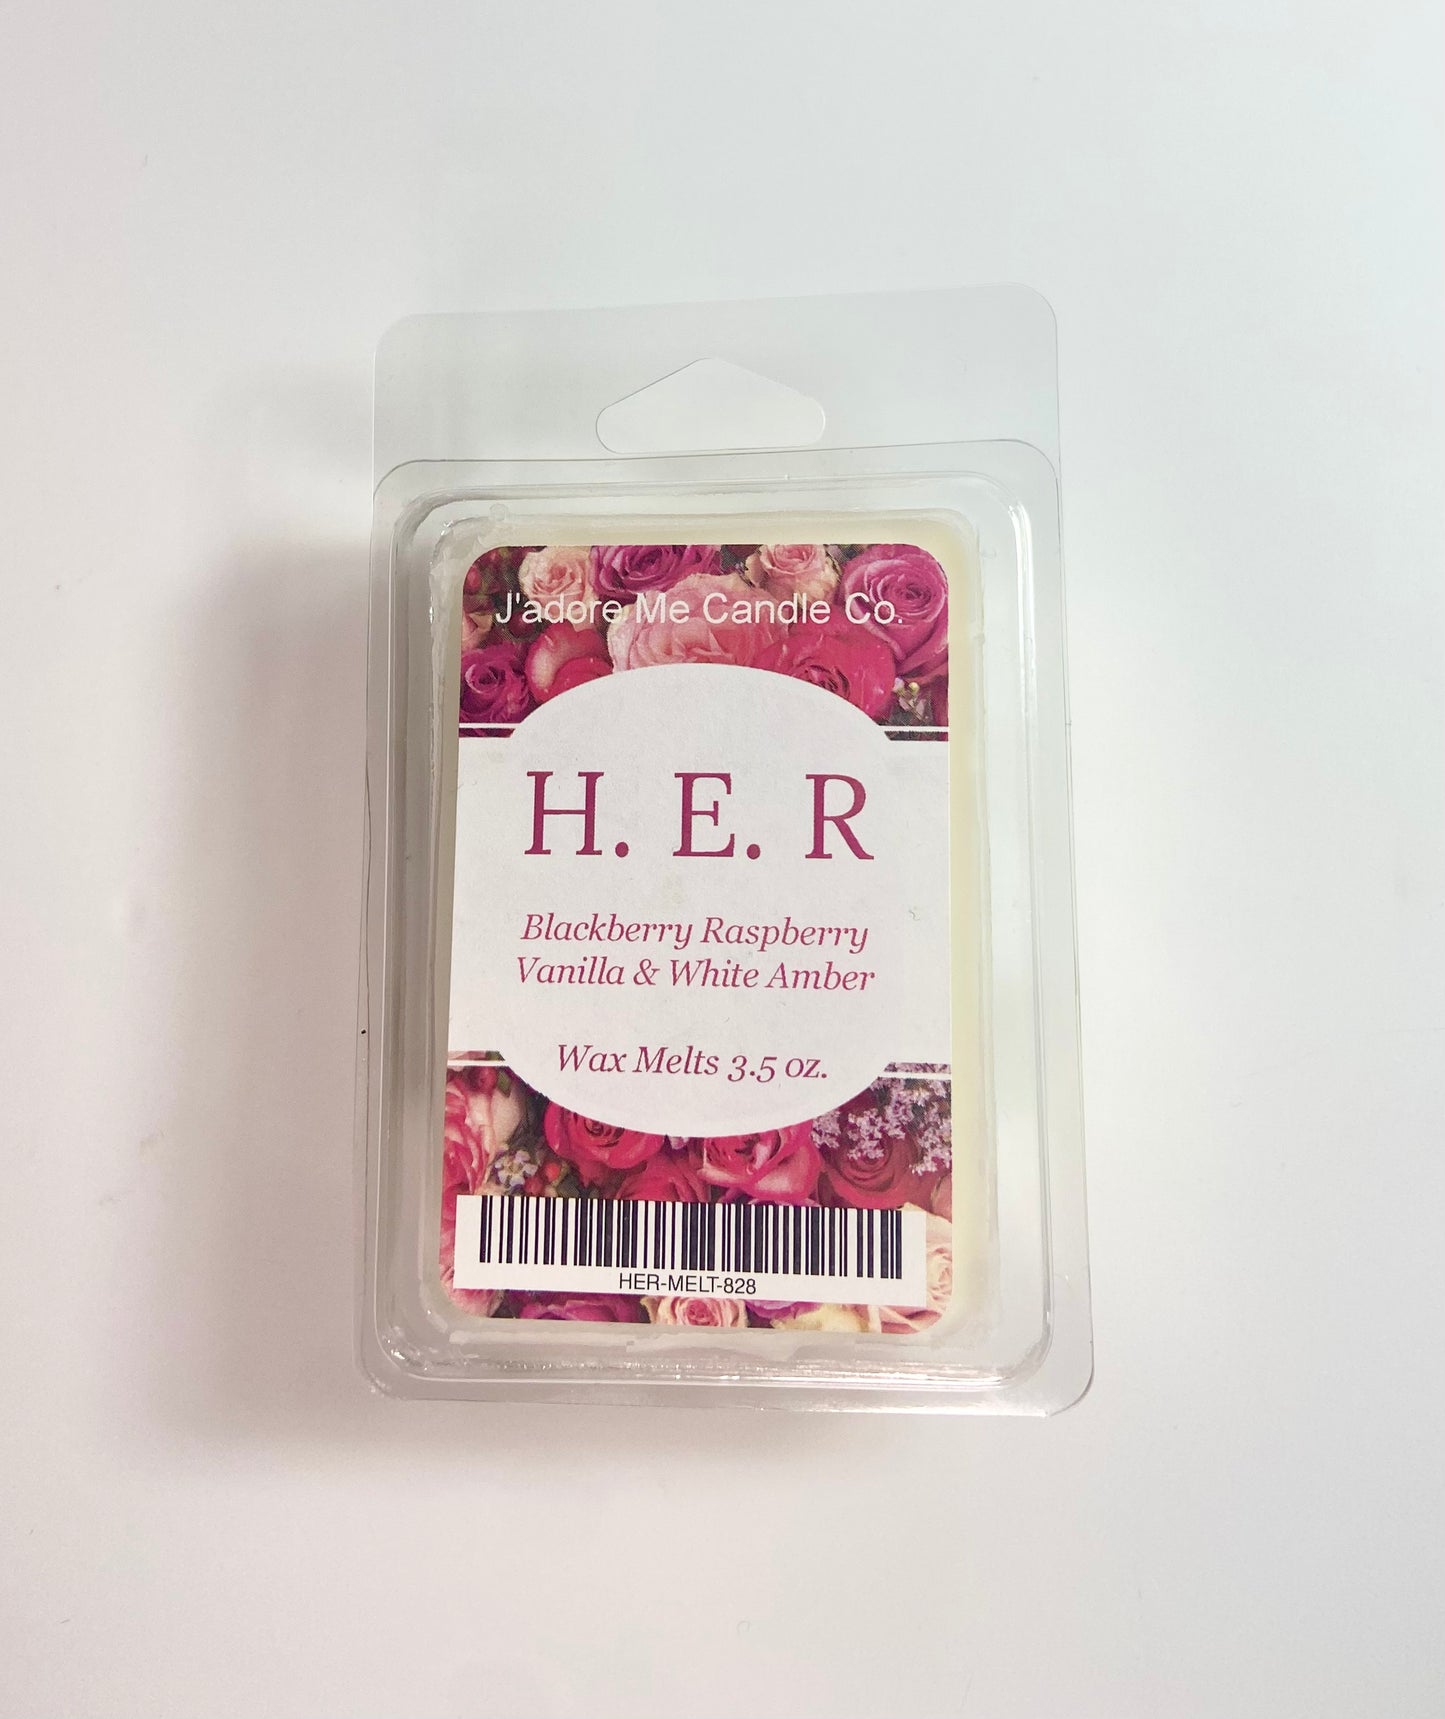 J'adore Me Candle Co.
H. E. R
Blackberry Raspberry
Vanilla & White Amber
Wax Melts 3.5 oz.
HER-MELT-828